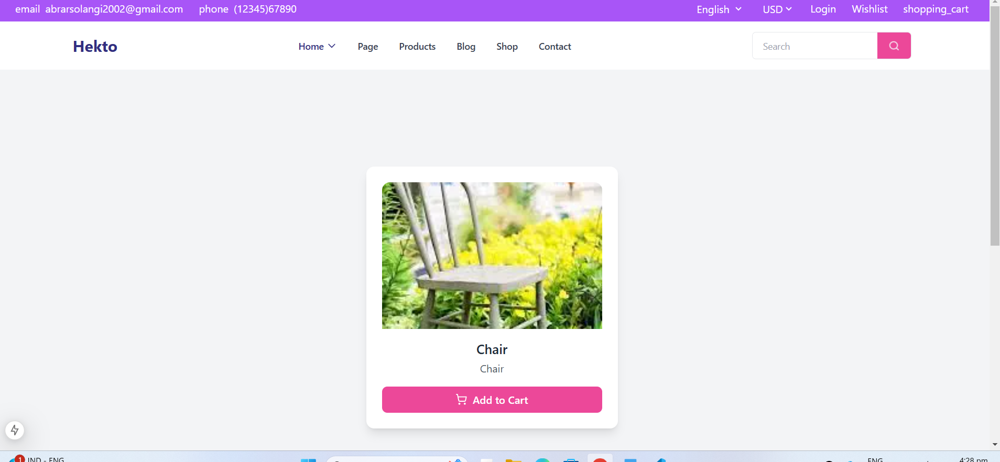 email abrarsolangi2002@gmail.com phone (12345)67890 English USD Login Wishlist shopping_cart
Hekto Home Page Products Blog Shop Contact Search
Chair
Chair
Add to Cart
1 IND - ENG ENG 4:28 pm